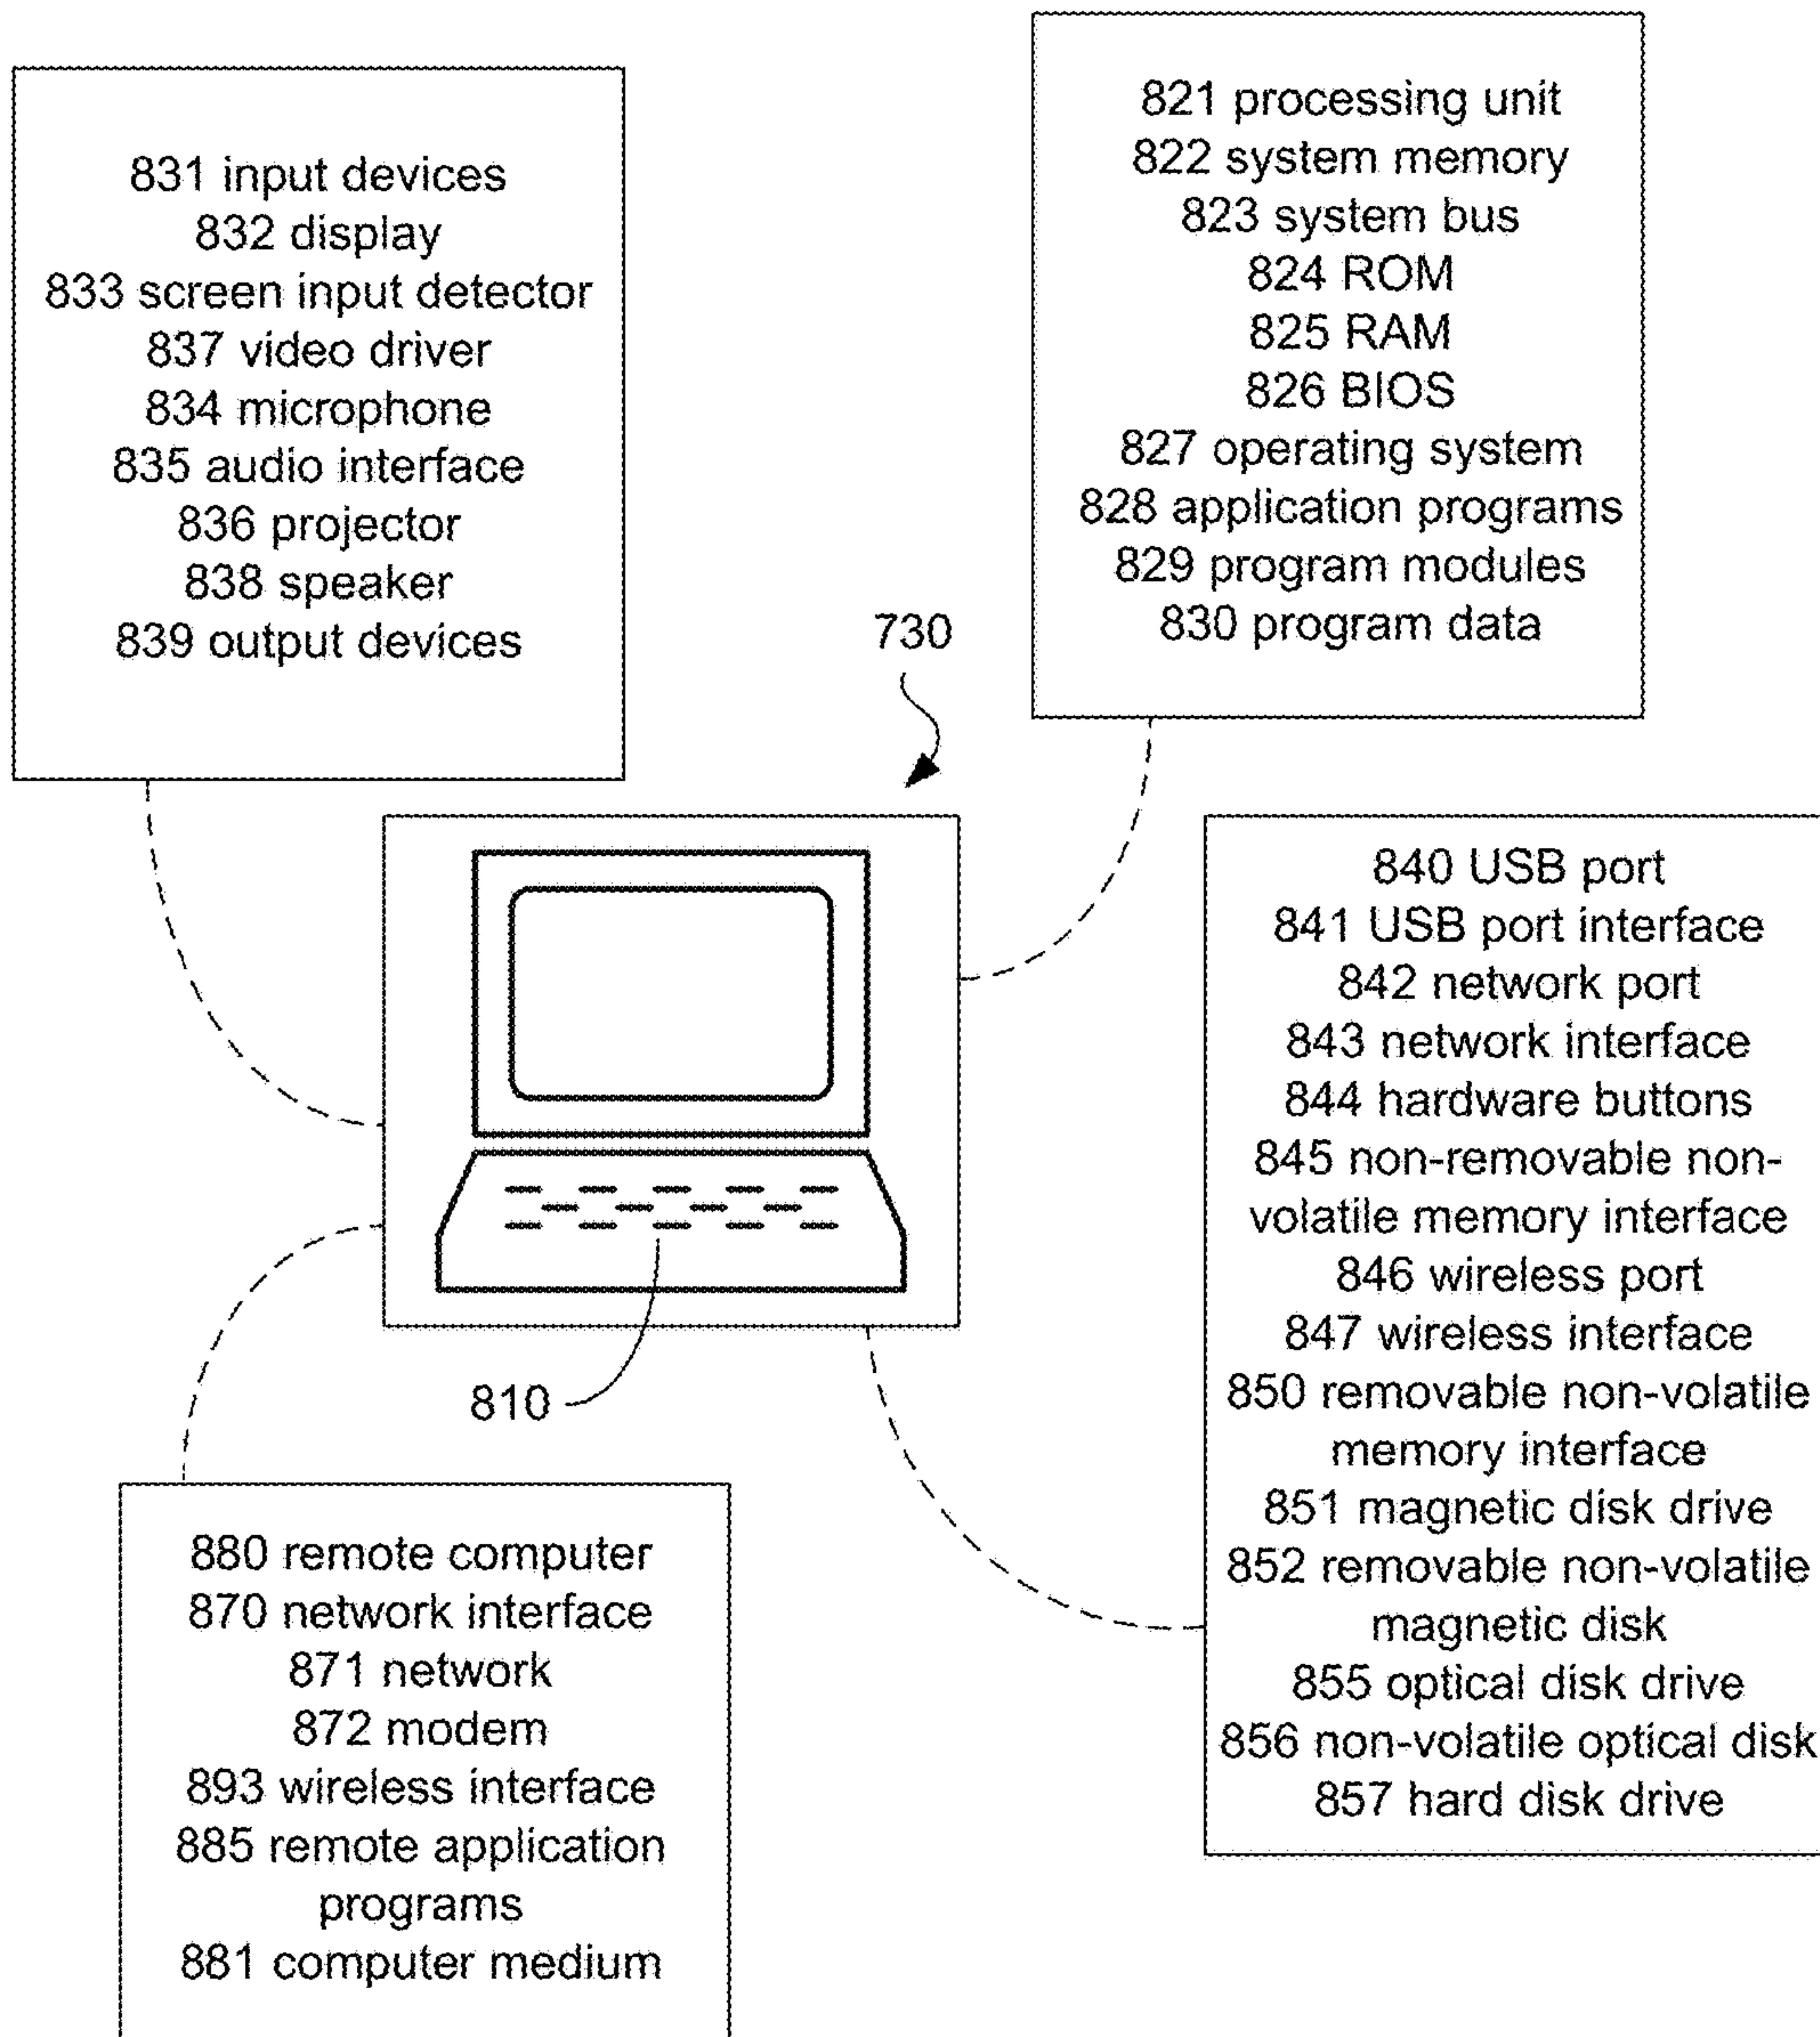 831 input devices
832 display
833 screen input detector
837 video driver
834 microphone
835 audio interface
836 projector
838 speaker
839 output devices
821 processing unit
822 system memory
823 system bus
824 ROM
825 RAM
826 BIOS
827 operating system
828 application programs
829 program modules
830 program data
730
810
840 USB port
841 USB port interface
842 network port
843 network interface
844 hardware buttons
845 non-removable non-
volatile memory interface
846 wireless port
847 wireless interface
850 removable non-volatile
memory interface
851 magnetic disk drive
852 removable non-volatile
magnetic disk
855 optical disk drive
856 non-volatile optical disk
857 hard disk drive
880 remote computer
870 network interface
871 network
872 modem
893 wireless interface
885 remote application
programs
881 computer medium